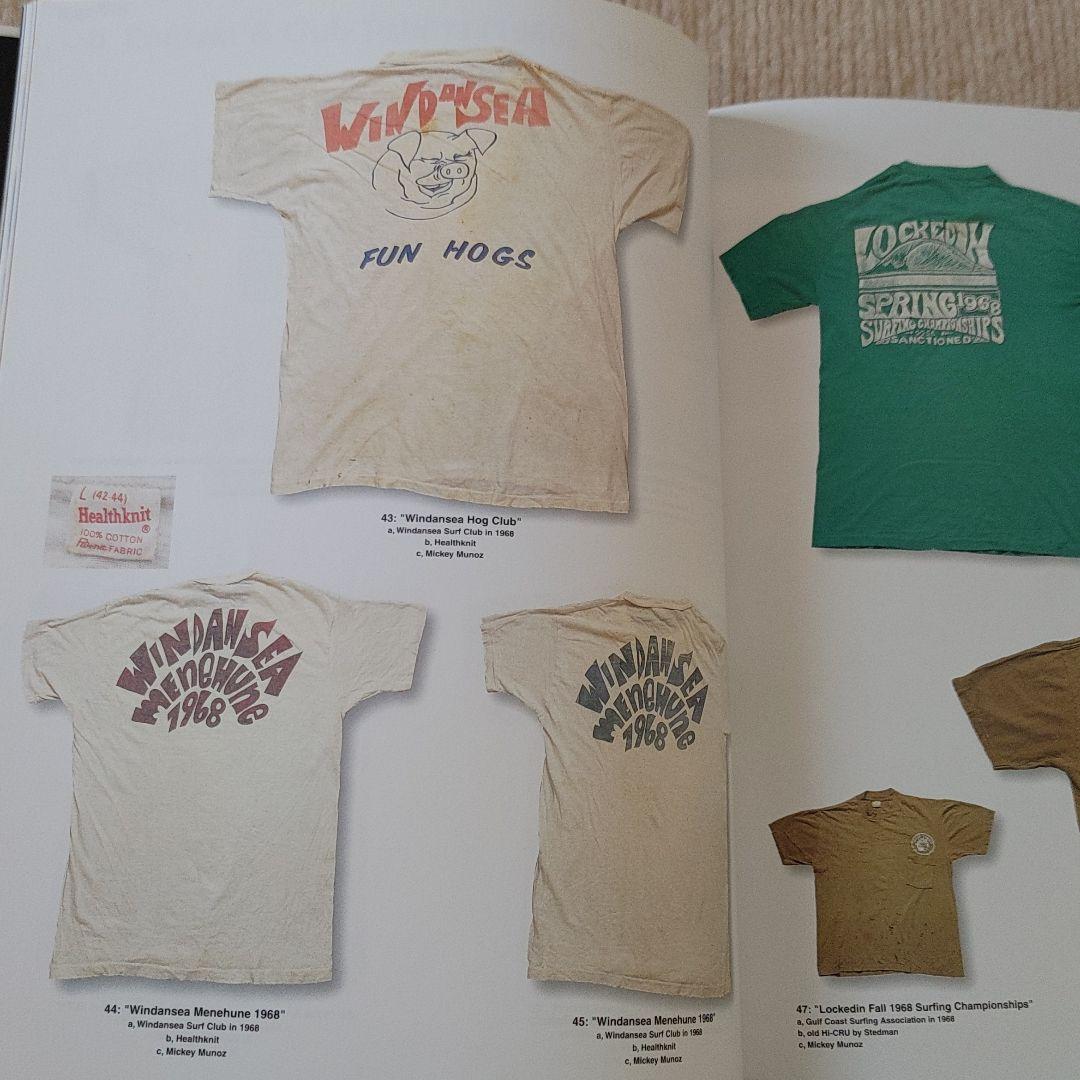 WINDANSEA
FUN HOGS
L (42-44)
Healthknit ®
100% COTTON
FABRIC
43: "Windansea Hog Club"
a, Windansea Surf Club in 1968
b, Healthknit
c, Mickey Munoz
WINDANSEA
MENEHUNE
1968
44: "Windansea Menehune 1968"
a, Windansea Surf Club in 1968
b, Healthknit
c, Mickey Munoz
WINDANSEA
MENEHUNE
1968
45: "Windansea Menehune 1968"
a, Windansea Surf Club in 1968
b, Healthknit
c, Mickey Munoz
LOCKEDIN
SPRING 1968
SURFING CHAMPIONSHIPS
SANCTIONED
47: "Lockedin Fall 1968 Surfing Championships"
a, Gulf Coast Surfing Association in 1968
b, old Hi-CRU by Stedman
c, Mickey Munoz